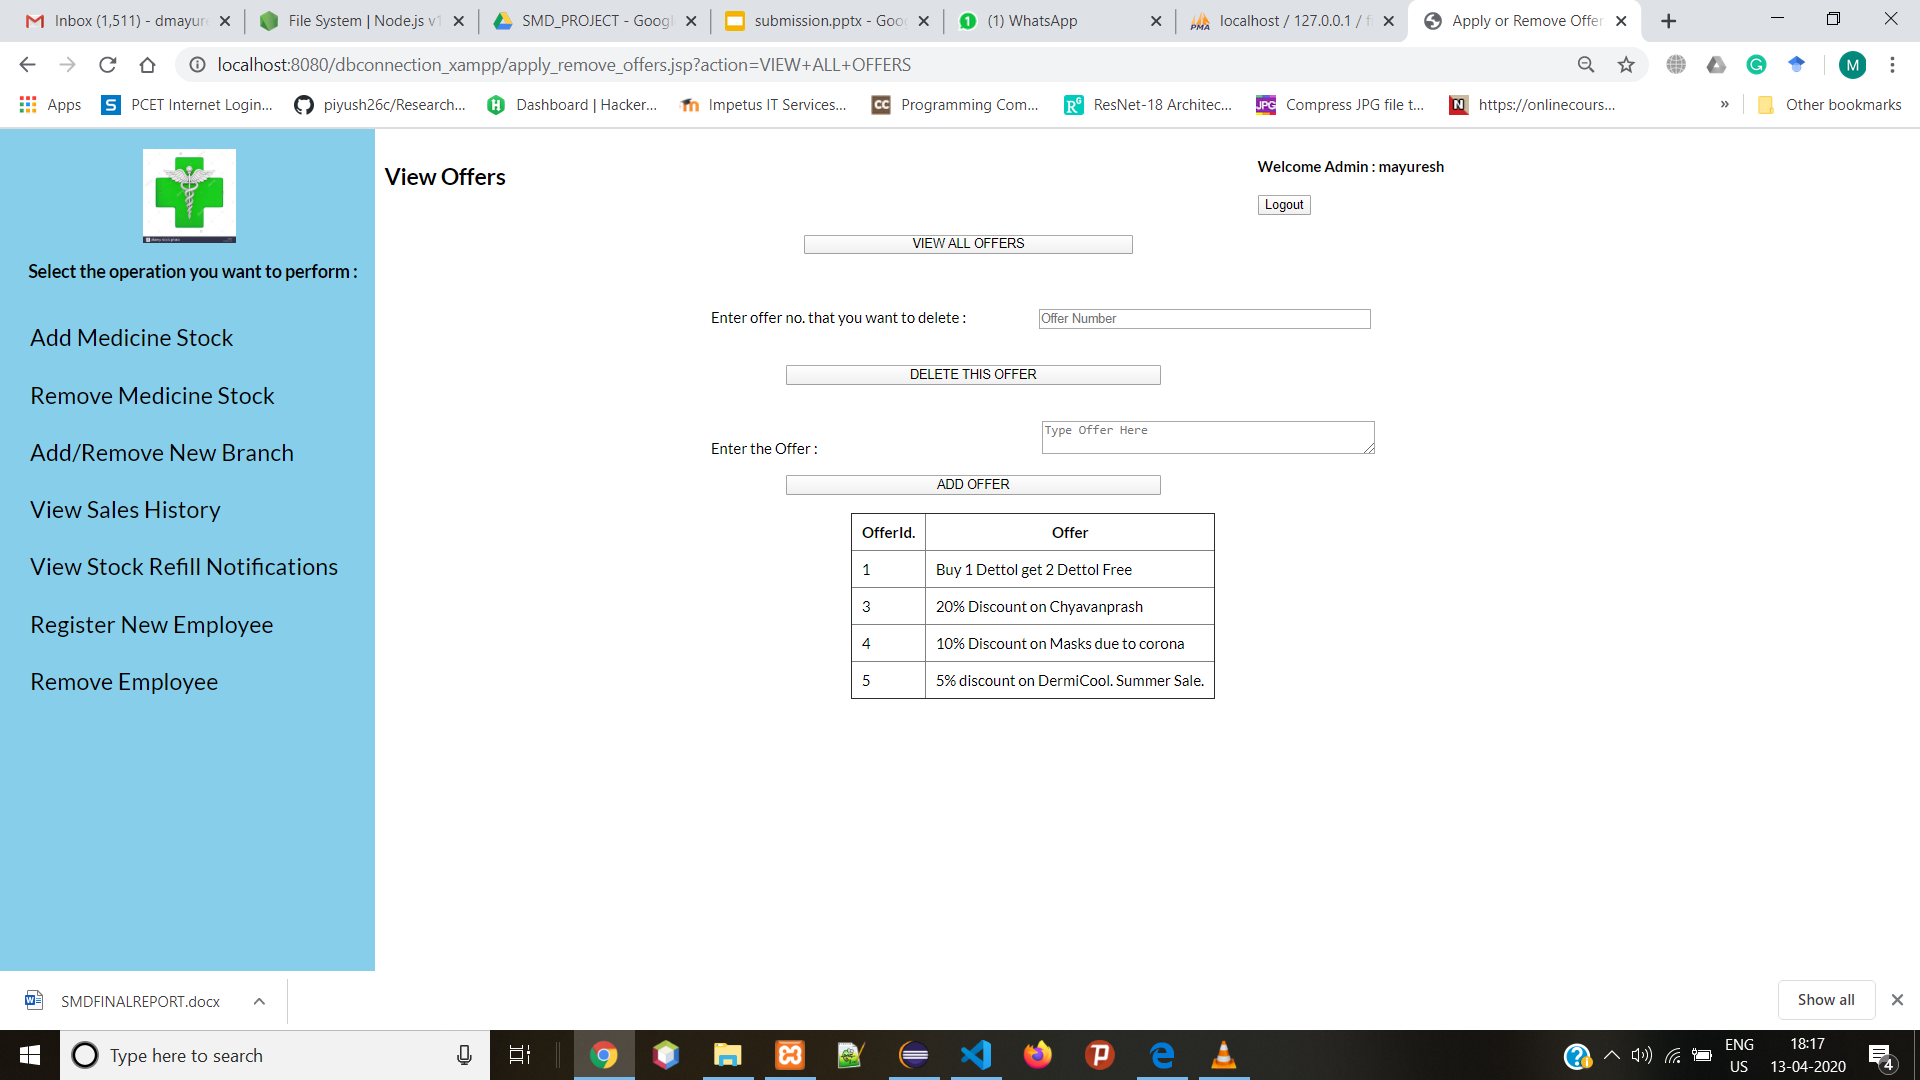 Inbox (1,511) - dmayur
File System | Node.js v1
SMD_PROJECT - Googl
submission.pptx - Goo
(1) WhatsApp
localhost / 127.0.0.1 / f
Apply or Remove Offer
localhost:8080/dbconnection_xampp/apply_remove_offers.jsp?action=VIEW+ALL+OFFERS
M
Apps
PCET Internet Login...
piyush26c/Research...
Dashboard | Hacker...
Impetus IT Services...
Programming Com...
ResNet-18 Architec...
Compress JPG file t...
https://onlinecours...
»
Other bookmarks
View Offers
Welcome Admin : mayuresh
Logout
VIEW ALL OFFERS
Select the operation you want to perform :
Enter offer no. that you want to delete :
Offer Number
Add Medicine Stock
DELETE THIS OFFER
Remove Medicine Stock
Type Offer Here
Enter the Offer :
Add/Remove New Branch
ADD OFFER
View Sales History
OfferId. Offer
1 Buy 1 Dettol get 2 Dettol Free
View Stock Refill Notifications
3 20% Discount on Chyavanprash
Register New Employee
4 10% Discount on Masks due to corona
Remove Employee
5 5% discount on DermiCool. Summer Sale.
SMDFINALREPORT.docx
Show all
Type here to search
ENG
US
18:17
13-04-2020
4